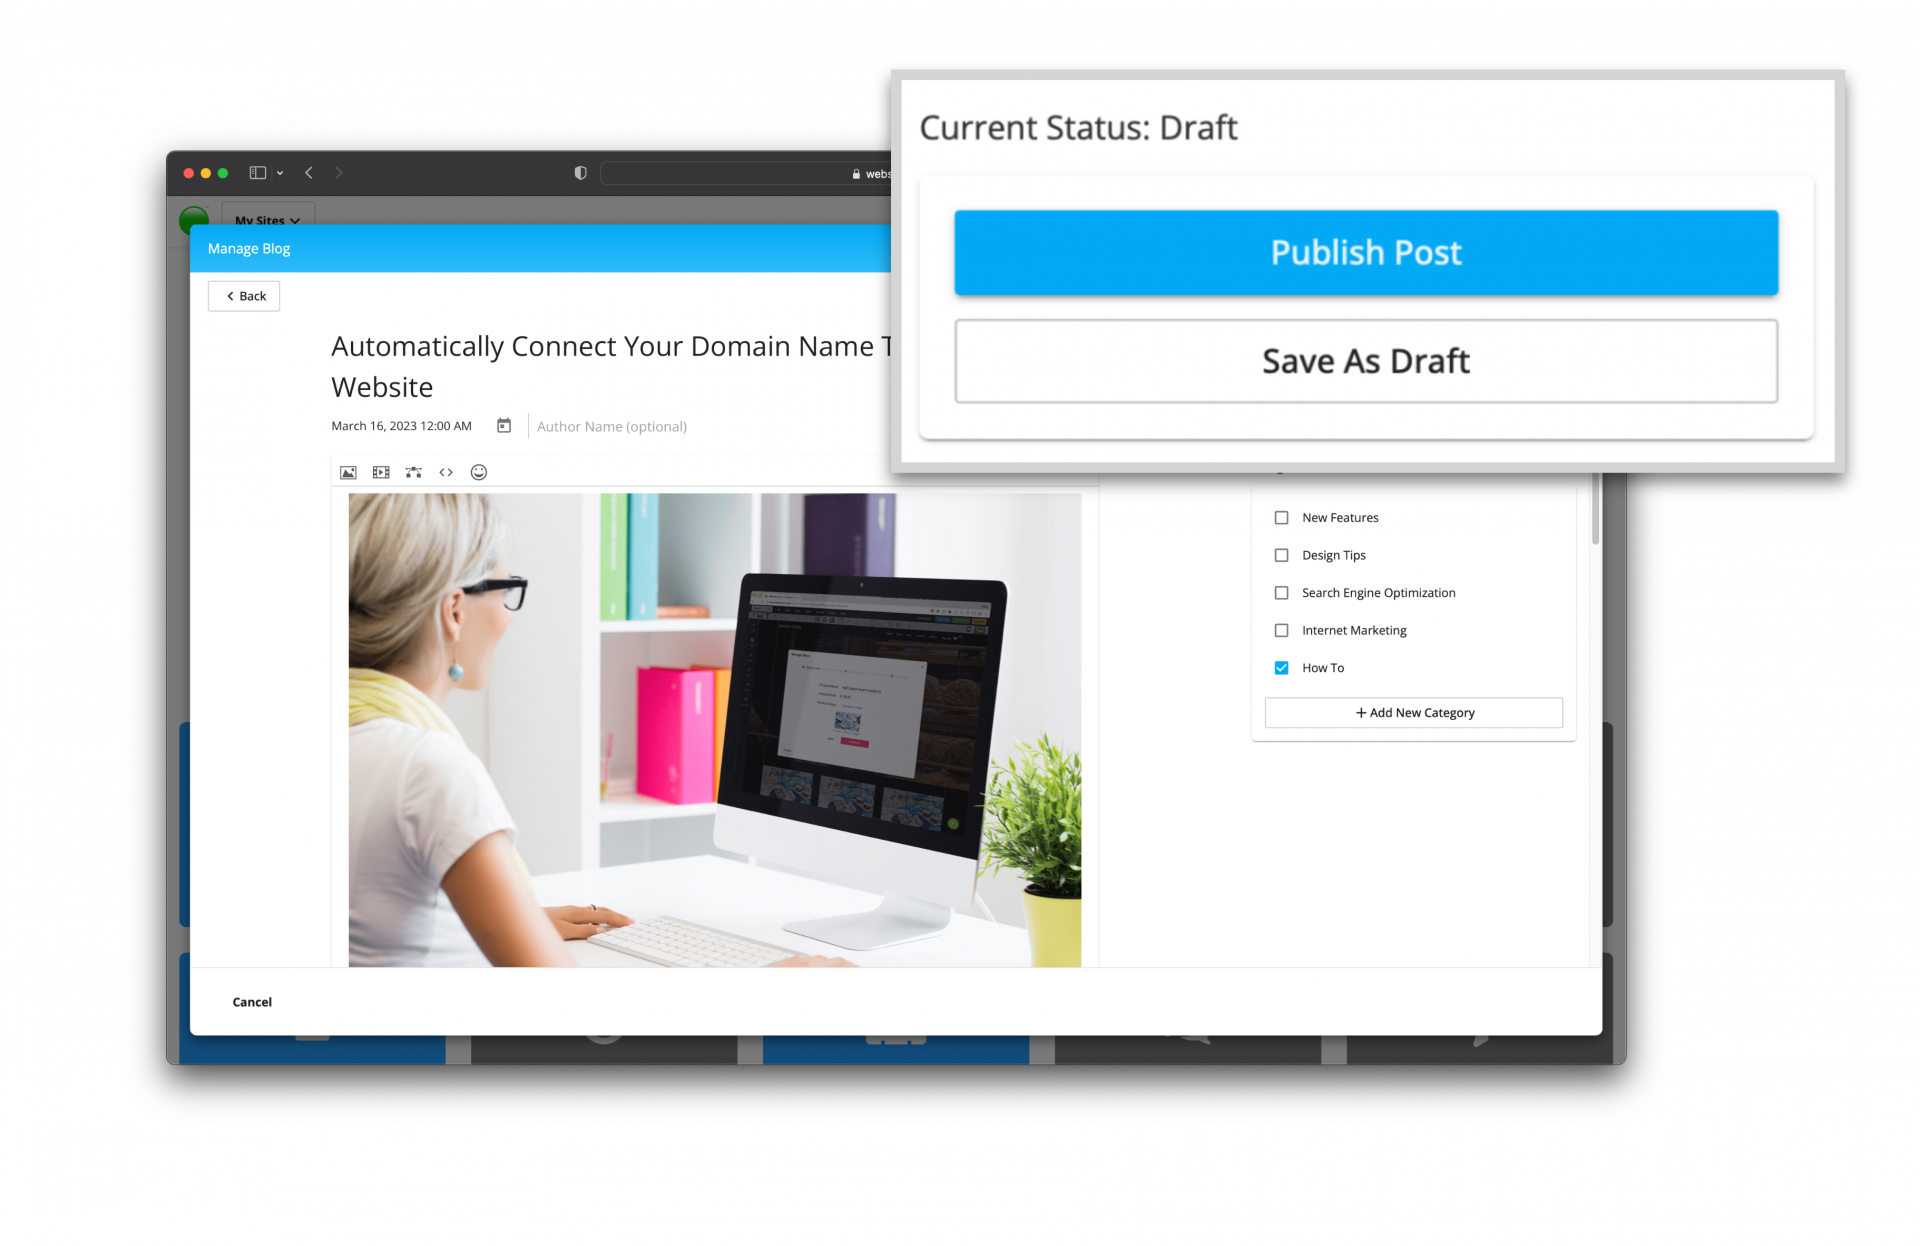 Current Status: Draft
Publish Post
Save As Draft
webs
My Sites
Manage Blog
Back
Automatically Connect Your Domain Name T
Website
March 16, 2023 12:00 AM
Author Name (optional)
New Features
Design Tips
Search Engine Optimization
Internet Marketing
How To
+ Add New Category
Cancel